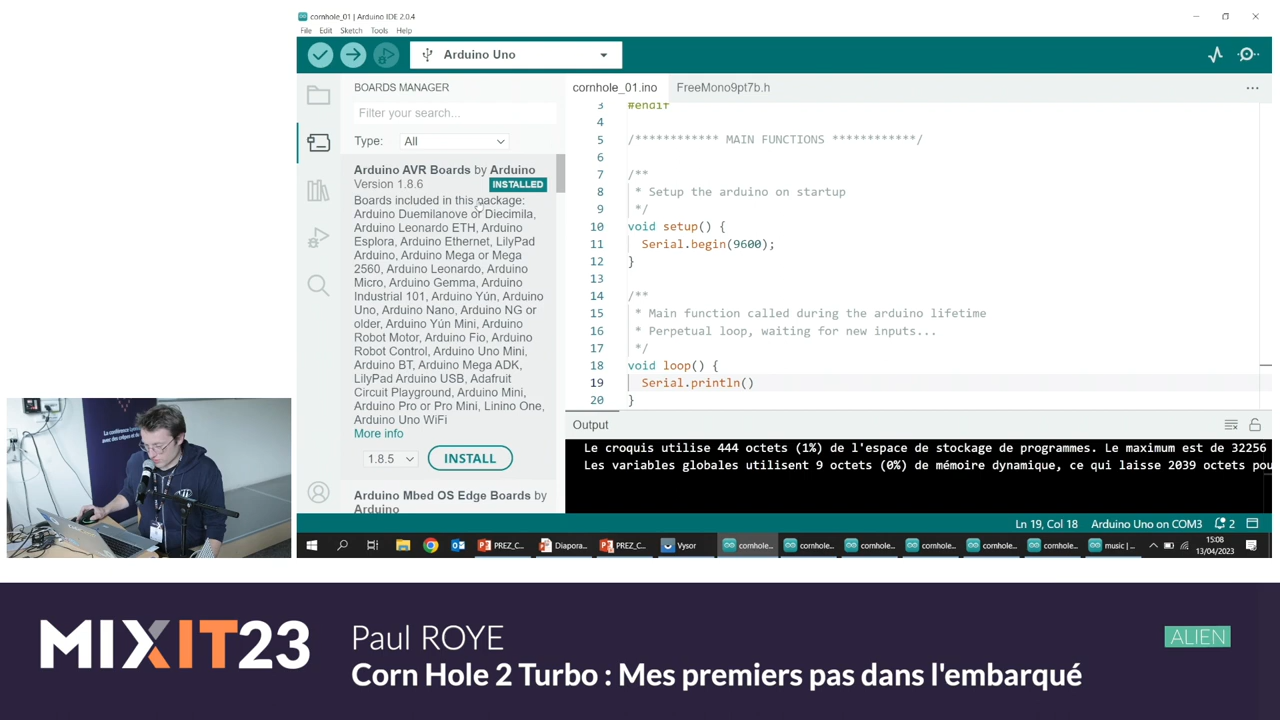 cornhole_01 | Arduino IDE 2.0.4
File Edit Sketch Tools Help
Arduino Uno
BOARDS MANAGER
Filter your search...
Type: All
Arduino AVR Boards by Arduino
Version 1.8.6 INSTALLED
Boards included in this package:
Arduino Duemilanove or Diecimila,
Arduino Leonardo ETH, Arduino
Esplora, Arduino Ethernet, LilyPad
Arduino, Arduino Mega or Mega
2560, Arduino Leonardo, Arduino
Micro, Arduino Gemma, Arduino
Industrial 101, Arduino Yún, Arduino
Uno, Arduino Nano, Arduino NG or
older, Arduino Yún Mini, Arduino
Robot Motor, Arduino Fio, Arduino
Robot Control, Arduino Uno Mini,
Arduino BT, Arduino Mega ADK,
LilyPad Arduino USB, Adafruit
Circuit Playground, Arduino Mini,
Arduino Pro or Pro Mini, Linino One,
Arduino Uno WiFi
More info
1.8.5 INSTALL
Arduino Mbed OS Edge Boards by
Arduino
cornhole_01.ino FreeMono9pt7b.h
3 #endif
4
5 /************ MAIN FUNCTIONS ************/
6
7 /**
8 * Setup the arduino on startup
9 */
10 void setup() {
11 Serial.begin(9600);
12 }
13
14 /**
15 * Main function called during the arduino lifetime
16 * Perpetual loop, waiting for new inputs...
17 */
18 void loop() {
19 Serial.println()
20 }
Output
Le croquis utilise 444 octets (1%) de l'espace de stockage de programmes. Le maximum est de 32256
Les variables globales utilisent 9 octets (0%) de mémoire dynamique, ce qui laisse 2039 octets pou
Ln 19, Col 18 Arduino Uno on COM3 2
PREZ_C... Diapora... PREZ_C... Vysor cornhole... cornhole... cornhole... cornhole... cornhole... cornhole... music | ...
15:08
13/04/2023
MIXIT23
Paul ROYE
ALIEN
Corn Hole 2 Turbo : Mes premiers pas dans l'embarqué